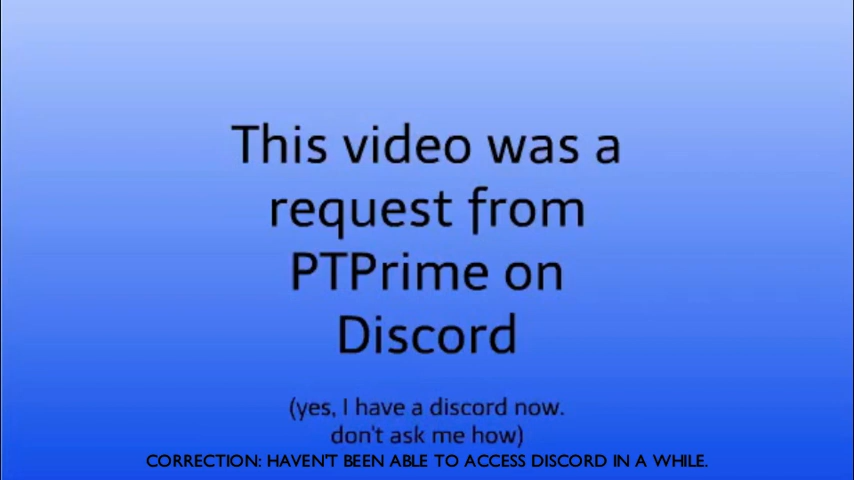 This video was a
request from
PTPrime on
Discord
(yes, I have a discord now.
don't ask me how)
CORRECTION: HAVEN'T BEEN ABLE TO ACCESS DISCORD IN A WHILE.